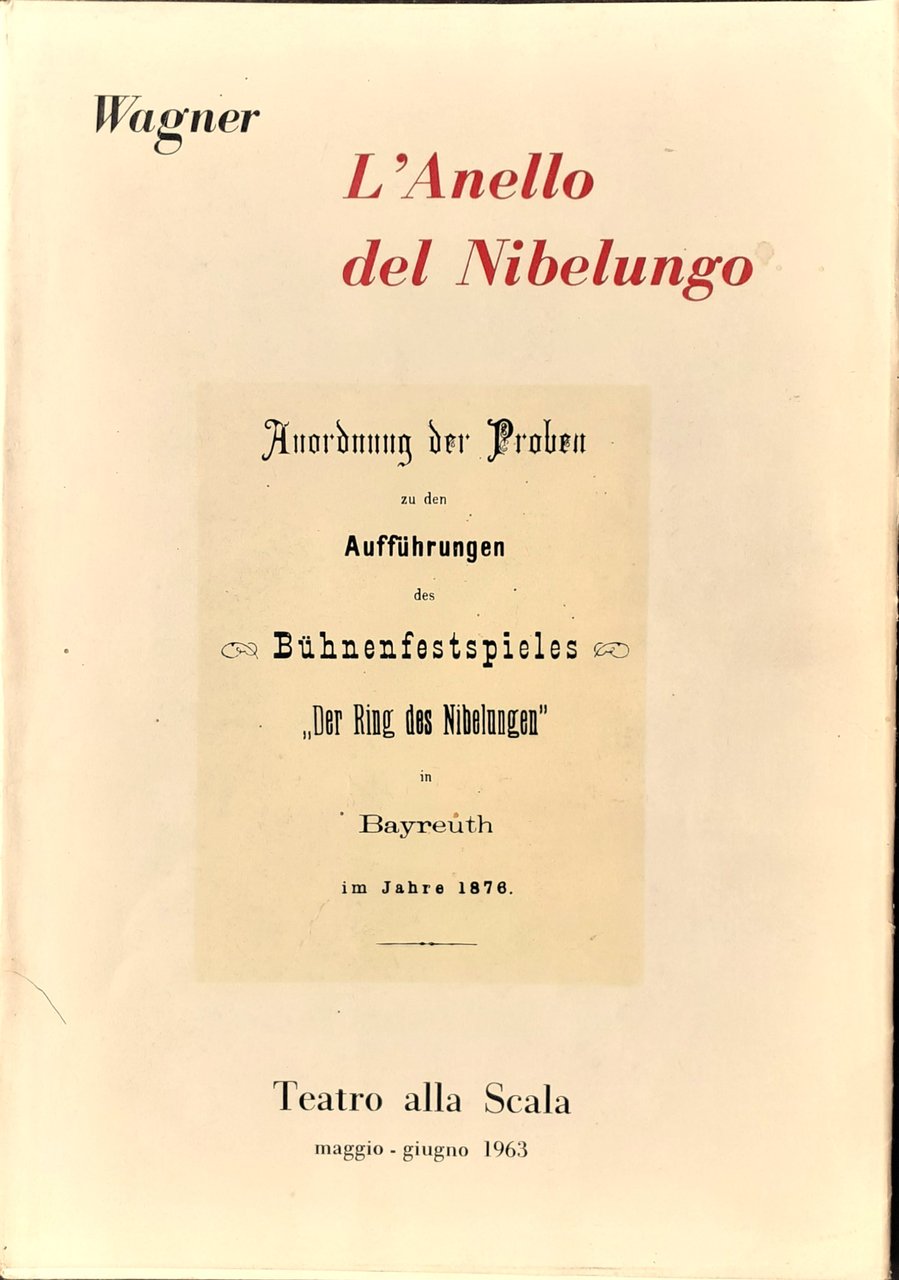 Wagner
L'Anello
del Nibelungo
Anordnung der Proben
zu den
Aufführungen
des
Bühnenfestspieles
„Der Ring des Nibelungen”
in
Bayreuth
im Jahre 1876.
Teatro alla Scala
maggio - giugno 1963